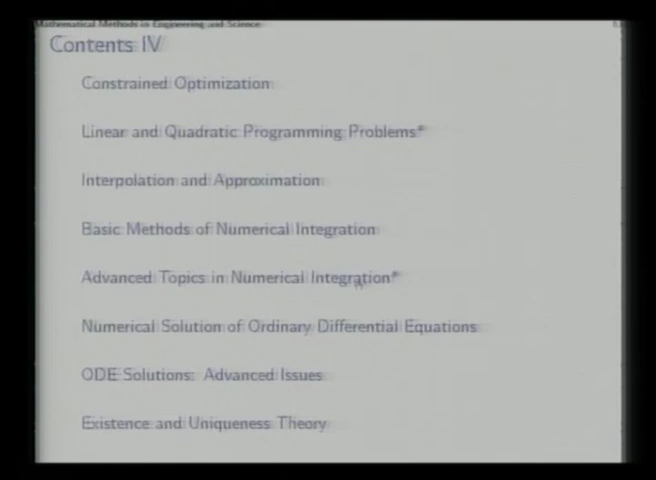 Mathematical Methods in Engineering and Science
Contents IV
Constrained Optimization
Linear and Quadratic Programming Problems*
Interpolation and Approximation
Basic Methods of Numerical Integration
Advanced Topics in Numerical Integration*
Numerical Solution of Ordinary Differential Equations
ODE Solutions: Advanced Issues
Existence and Uniqueness Theory